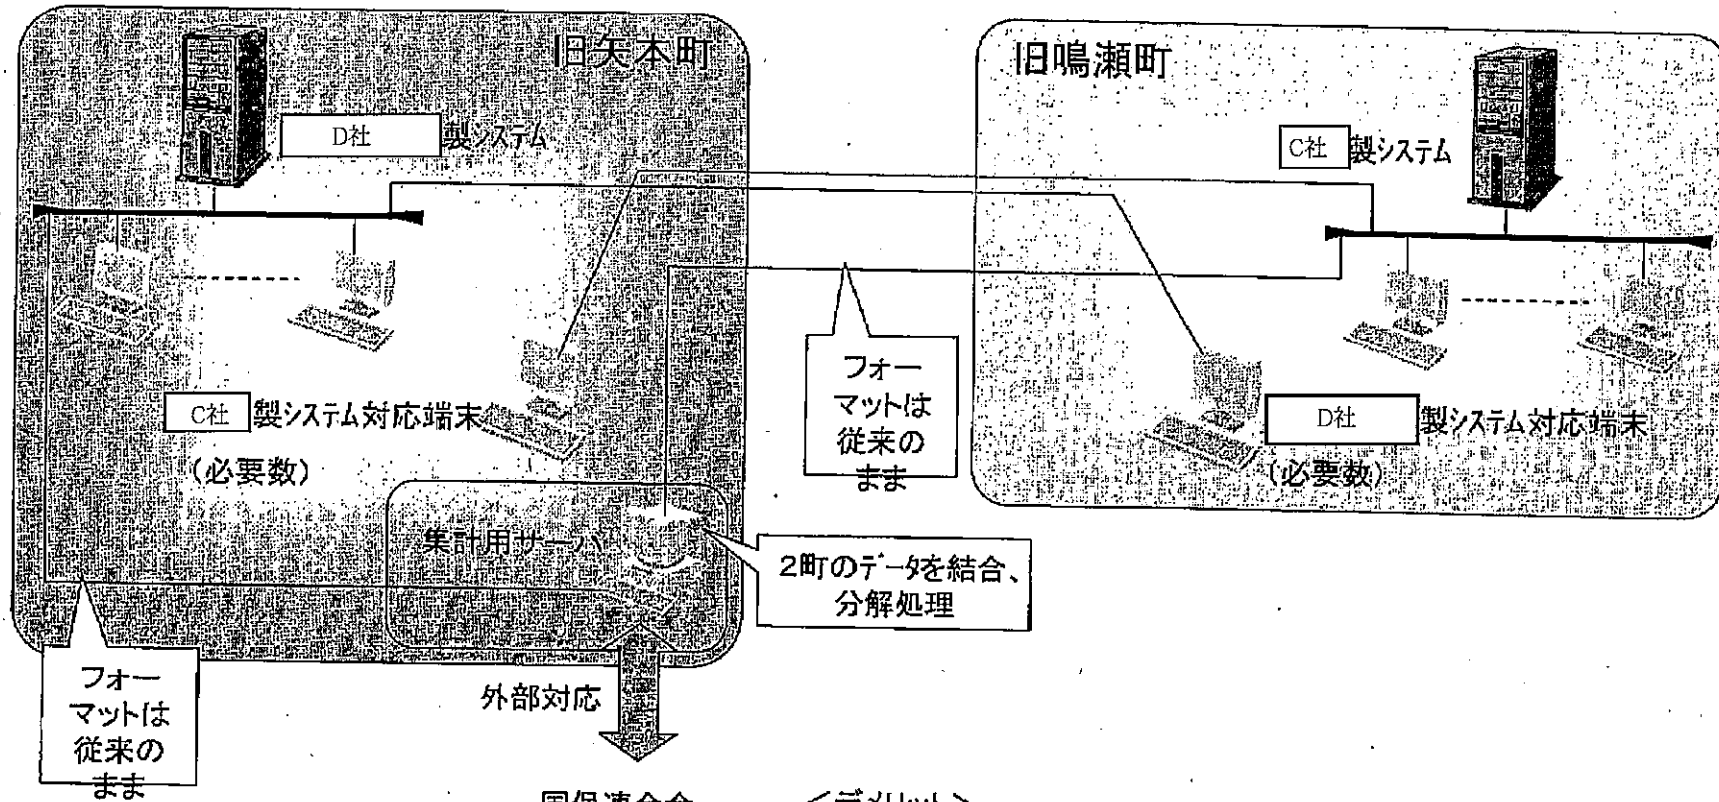 旧矢本町
D社 製システム
C社 製システム対応端末
(必要数)
集計用サーバ
フォー
マットは
従来の
まま
外部対応
フォー
マットは
従来の
まま
2町のデータを結合、
分解処理
旧鳴瀬町
C社 製システム
D社 製システム対応端末
(必要数)
国保連合会
<デメリット>